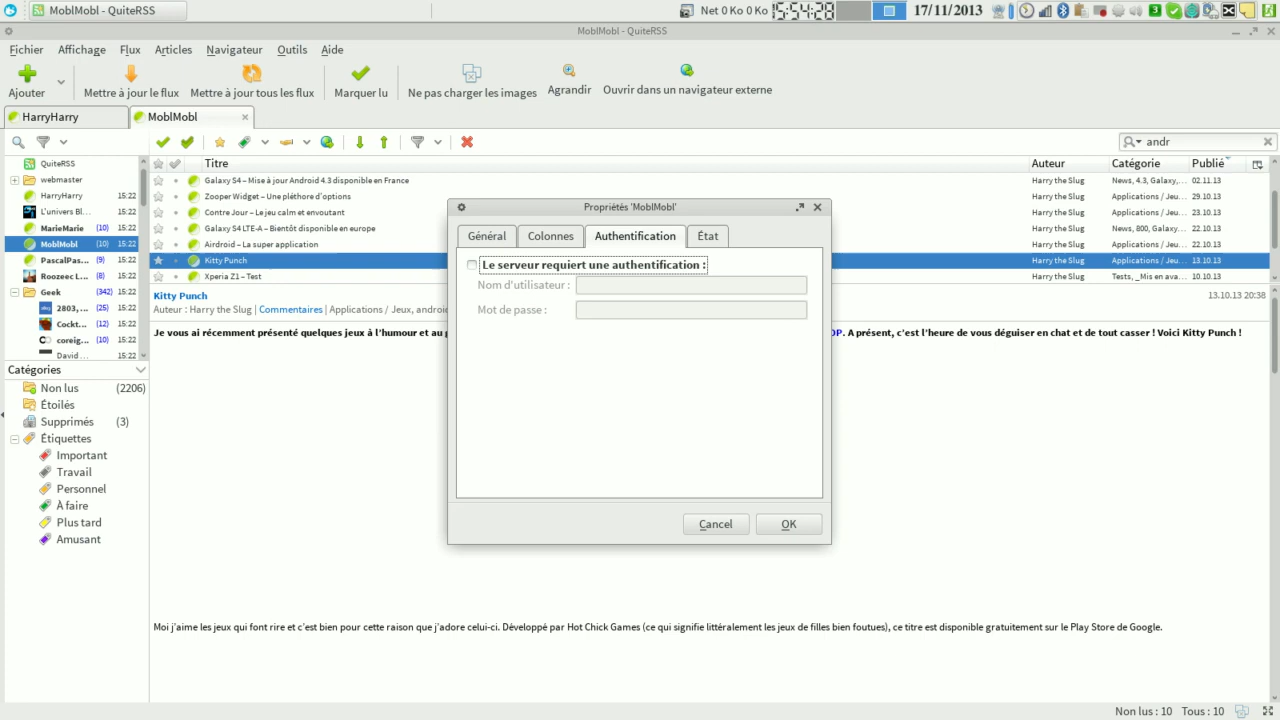 MoblMobl - QuiteRSS
Net 0 Ko 0 Ko
5:54:28
17/11/2013
3
MoblMobl - QuiteRSS
Fichier Affichage Flux Articles Navigateur Outils Aide
Ajouter Mettre à jour le flux Mettre à jour tous les flux Marquer lu Ne pas charger les images Agrandir Ouvrir dans un navigateur externe
HarryHarry MoblMobl
andr
QuiteRSS
webmaster
HarryHarry 15:22
L'univers Bl... 15:22
MarieMarie (10) 15:22
MoblMobl (10) 15:22
PascalPas... (9) 15:22
Roozeec L... (8) 15:22
Geek (342) 15:22
2803, ... (25) 15:22
Cockt... (12) 15:22
coreig... (10) 15:22
David ... 15:22
Catégories
Non lus (2206)
Étoilés
Supprimés (3)
Étiquettes
Important
Travail
Personnel
À faire
Plus tard
Amusant
Titre Auteur Catégorie Publié
Galaxy S4 – Mise à jour Android 4.3 disponible en France Harry the Slug News, 4.3, Galaxy,... 02.11.13
Zooper Widget – Une pléthore d'options Harry the Slug Applications / Jeu... 29.10.13
Contre Jour – Le jeu calm et envoutant Harry the Slug Applications / Jeu... 23.10.13
Galaxy S4 LTE-A – Bientôt disponible en europe Harry the Slug News, 800, Galaxy... 22.10.13
Airdroid – La super application Harry the Slug Applications / Jeu... 22.10.13
Kitty Punch Harry the Slug Applications / Jeu... 13.10.13
Xperia Z1 – Test Harry the Slug Tests, _Mis en ava... 10.10.13
Kitty Punch 13.10.13 20:38
Auteur : Harry the Slug | Commentaires | Applications / Jeux, androi
Je vous ai récemment présenté quelques jeux à l'humour et au
OP. A présent, c'est l'heure de vous déguiser en chat et de tout casser ! Voici Kitty Punch !
Propriétés 'MoblMobl'
Général Colonnes Authentification État
Le serveur requiert une authentification :
Nom d'utilisateur :
Mot de passe :
Cancel OK
Moi j'aime les jeux qui font rire et c'est bien pour cette raison que j'adore celui-ci. Développé par Hot Chick Games (ce qui signifie littéralement les jeux de filles bien foutues), ce titre est disponible gratuitement sur le Play Store de Google.
Non lus : 10 Tous : 10